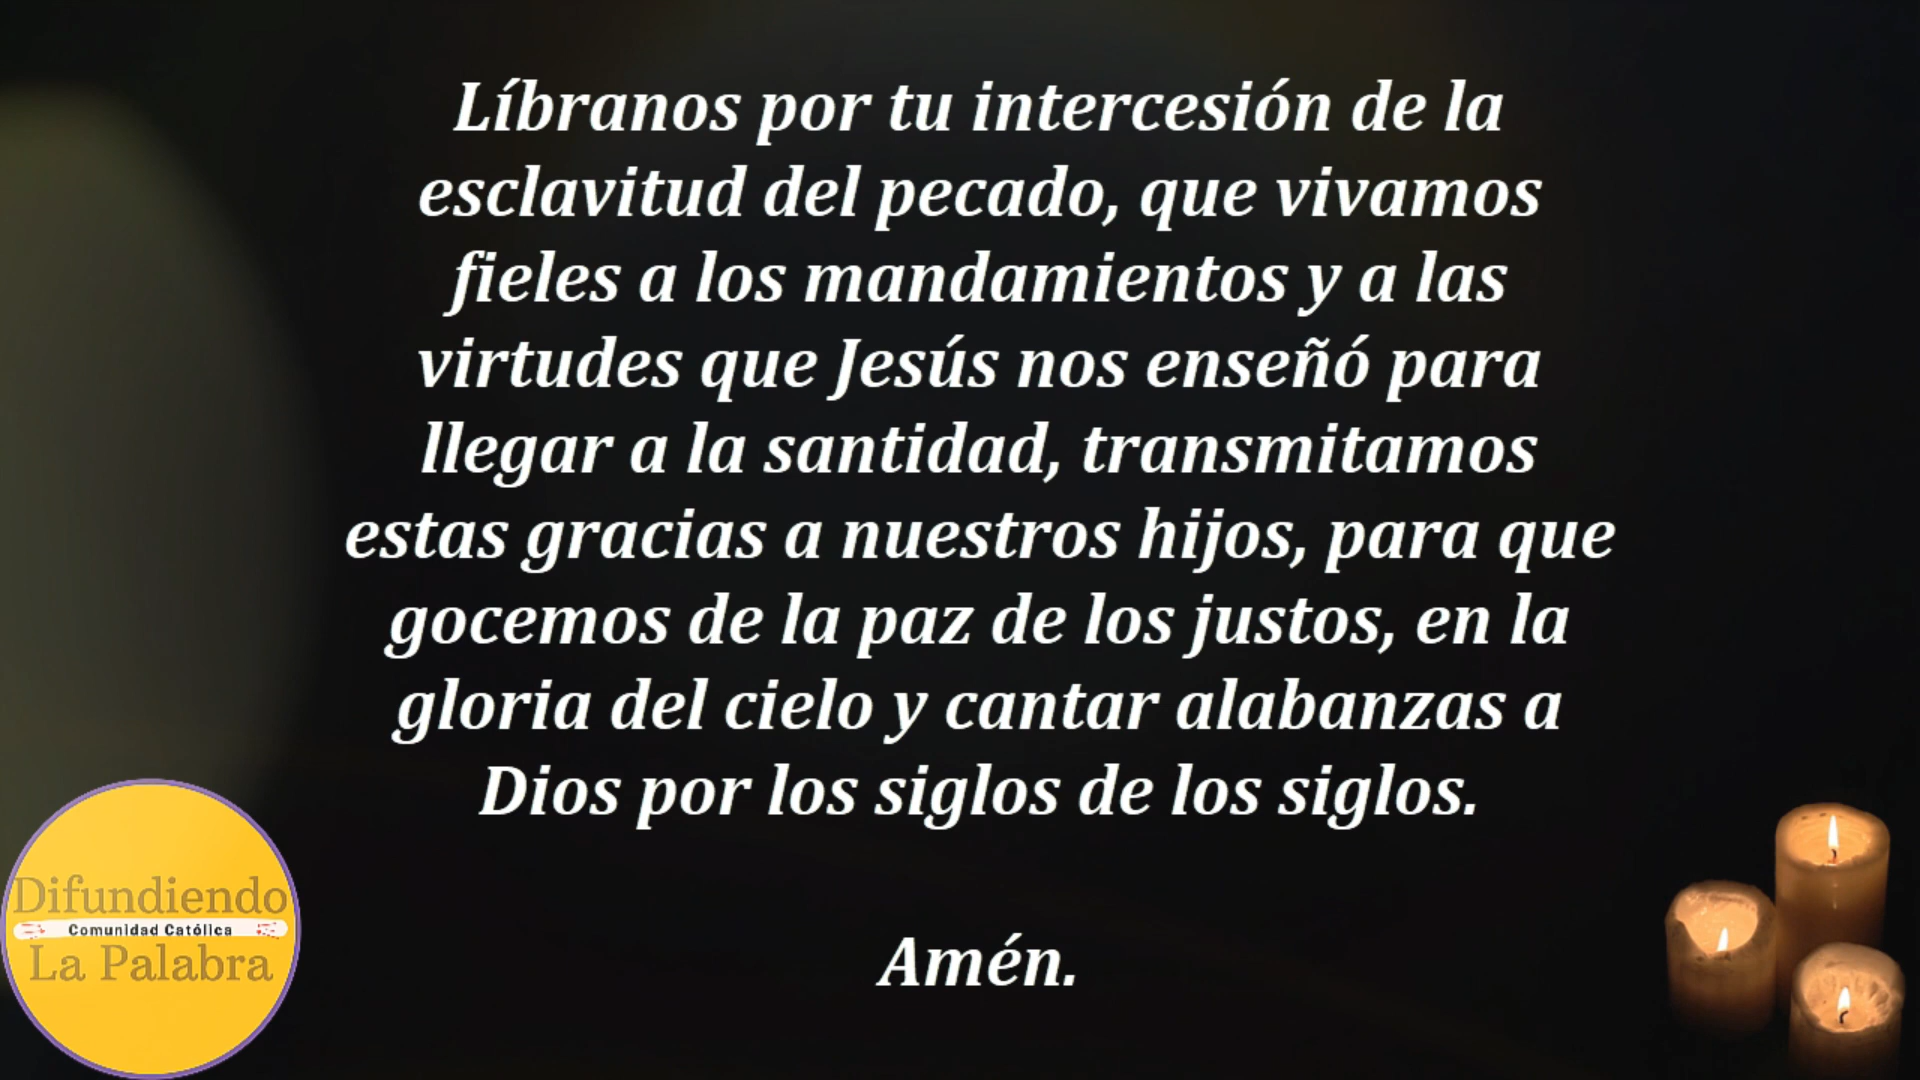 Líbranos por tu intercesión de la
esclavitud del pecado, que vivamos
fieles a los mandamientos y a las
virtudes que Jesús nos enseñó para
llegar a la santidad, transmitamos
estas gracias a nuestros hijos, para que
gocemos de la paz de los justos, en la
gloria del cielo y cantar alabanzas a
Dios por los siglos de los siglos.
Amén.
Difundiendo
Comunidad Católica
La Palabra